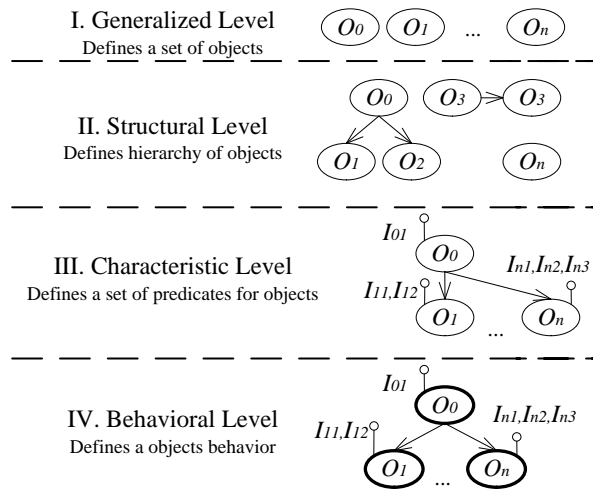 I. Generalized Level
Defines a set of objects
O0 O1 ... On
II. Structural Level
Defines hierarchy of objects
O0 O3 O3
O1 O2 On
III. Characteristic Level
Defines a set of predicates for objects
I01
O0
I11,I12
In1,In2,In3
O1 ... On
IV. Behavioral Level
Defines a objects behavior
I01
O0
I11,I12
In1,In2,In3
O1 ... On